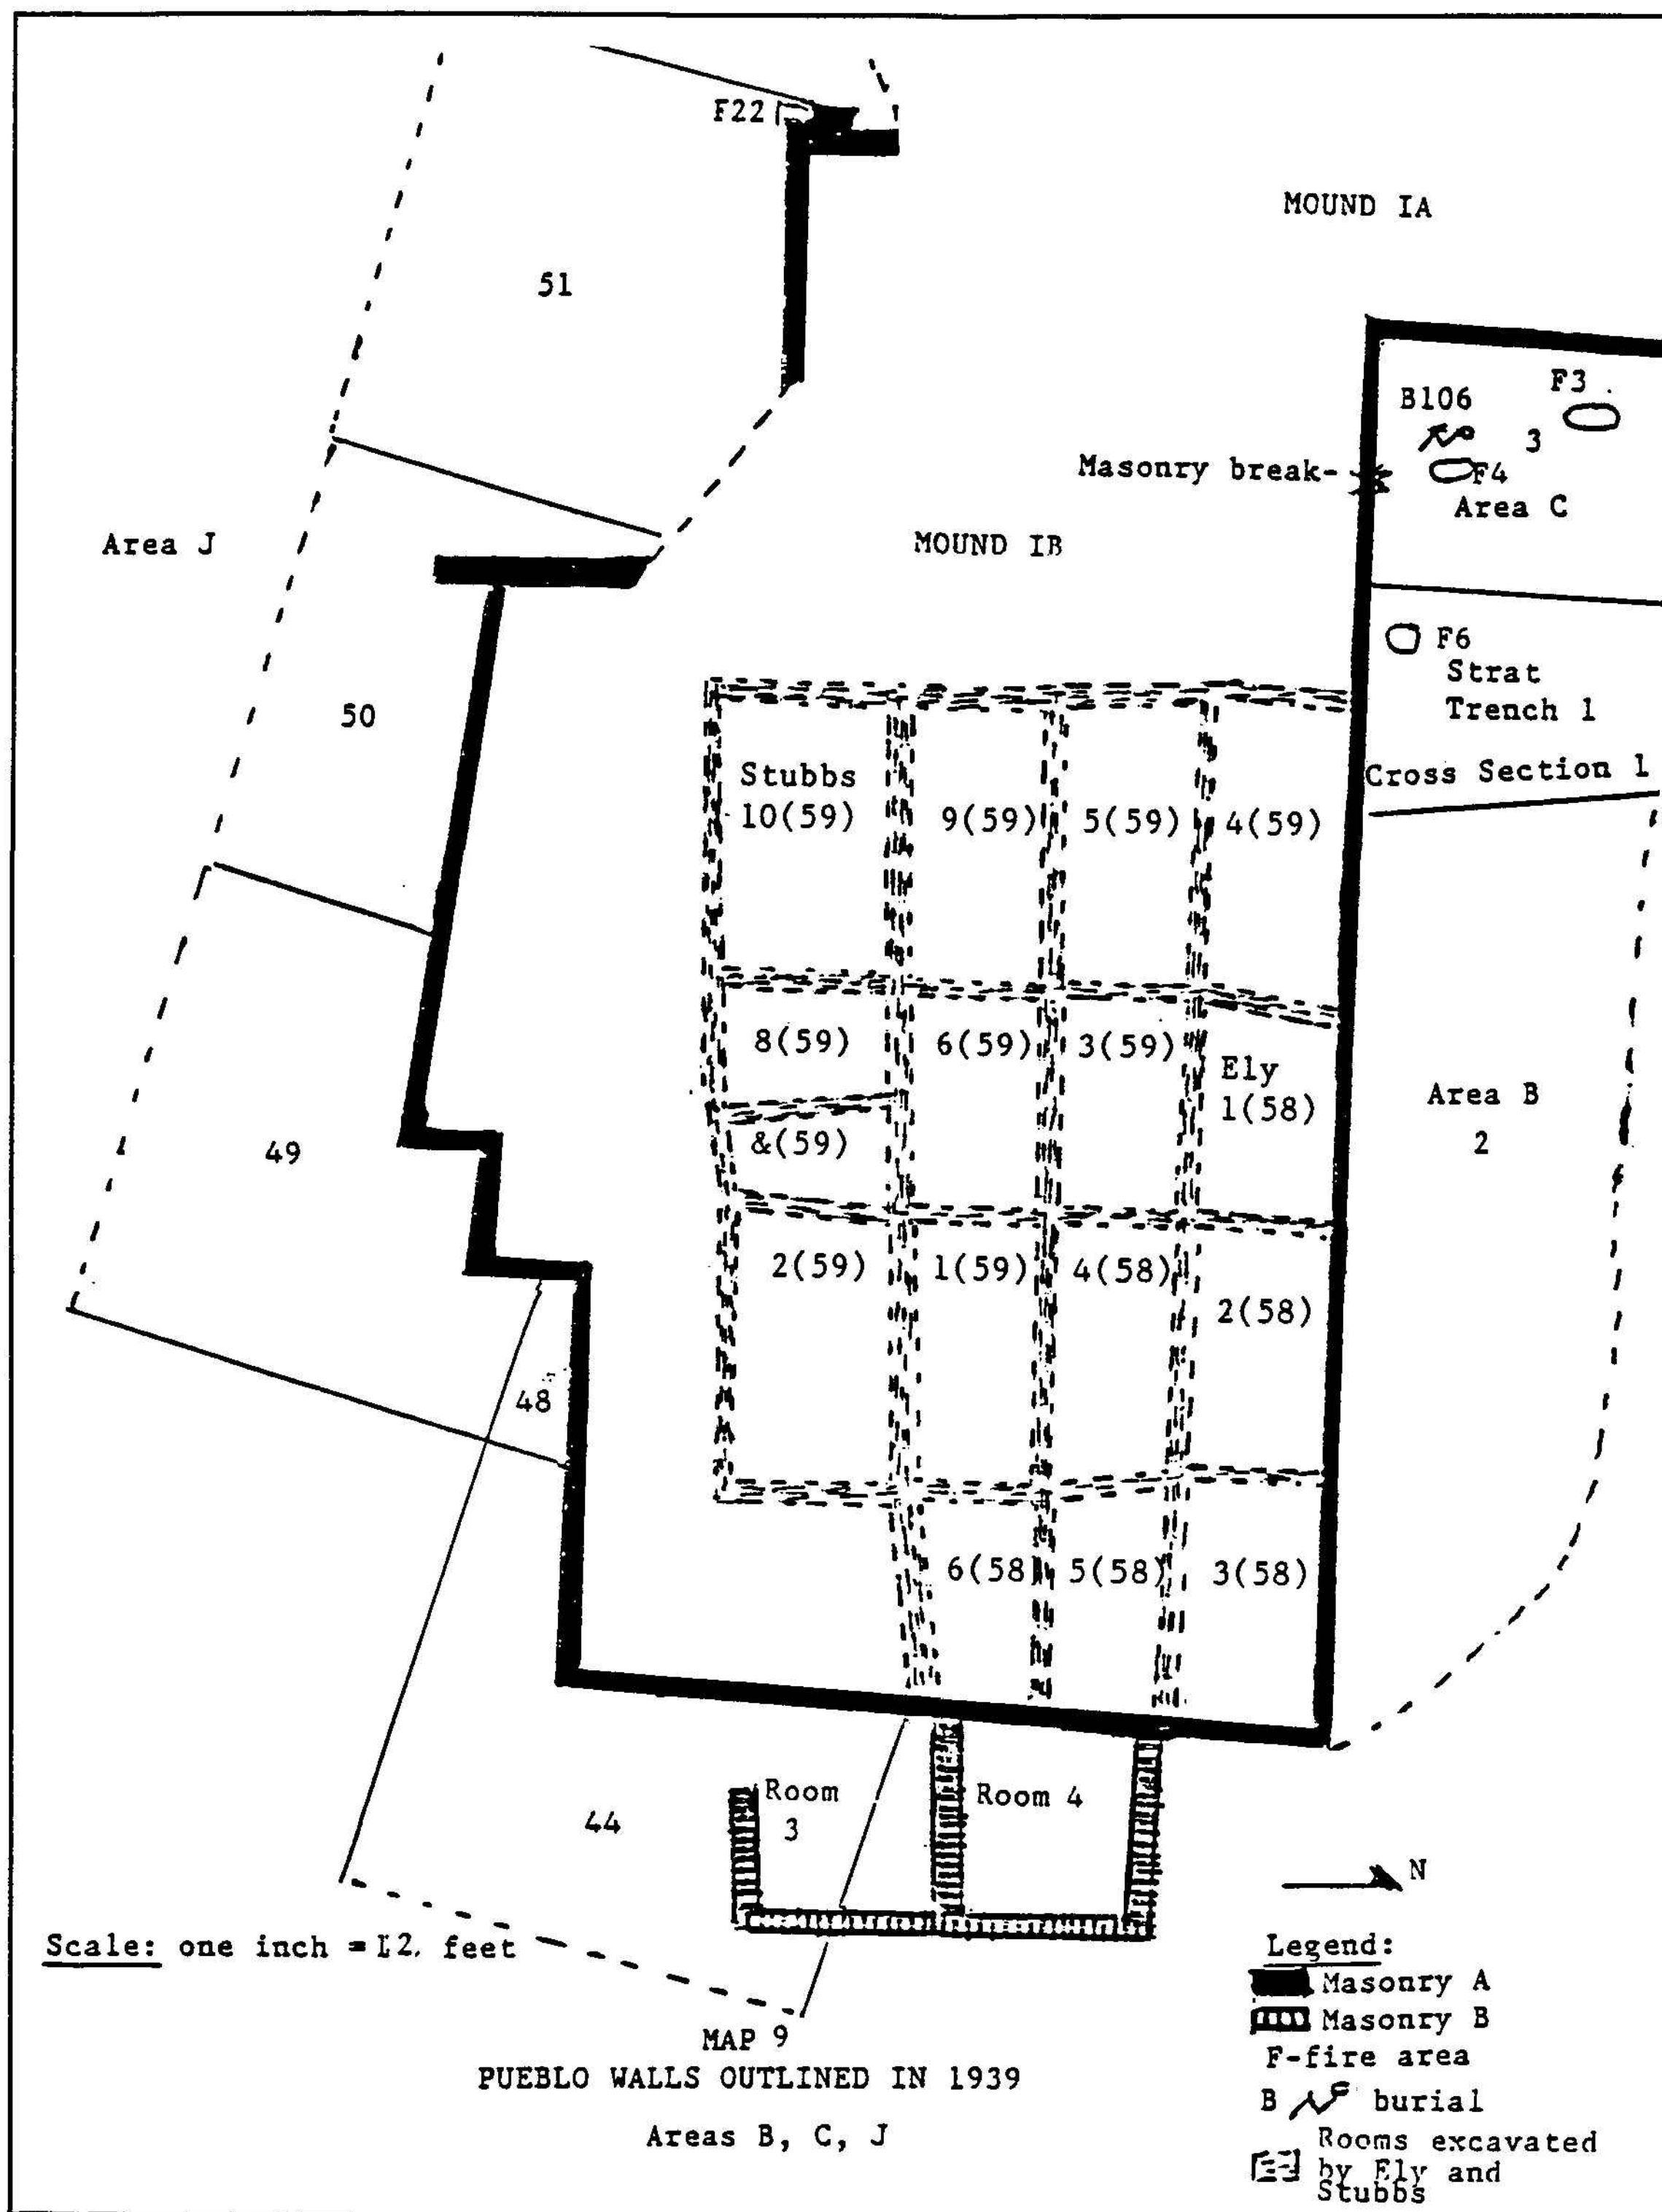 F22
MOUND IA
51
F3
B106
3
Masonry break-
F4
Area C
Area J
MOUND IB
F6
Strat
Trench 1
50
Cross Section 1
Stubbs
10(59)
9(59)
5(59)
4(59)
8(59)
6(59)
3(59)
Ely
1(58)
Area B
2
&(59)
49
2(59)
1(59)
4(58)
2(58)
48
6(58)
5(58)
3(58)
Room
3
Room 4
44
N
Scale: one inch = 12. feet
Legend:
Masonry A
Masonry B
F-fire area
B burial
Rooms excavated
by Ely and
Stubbs
MAP 9
PUEBLO WALLS OUTLINED IN 1939
Areas B, C, J